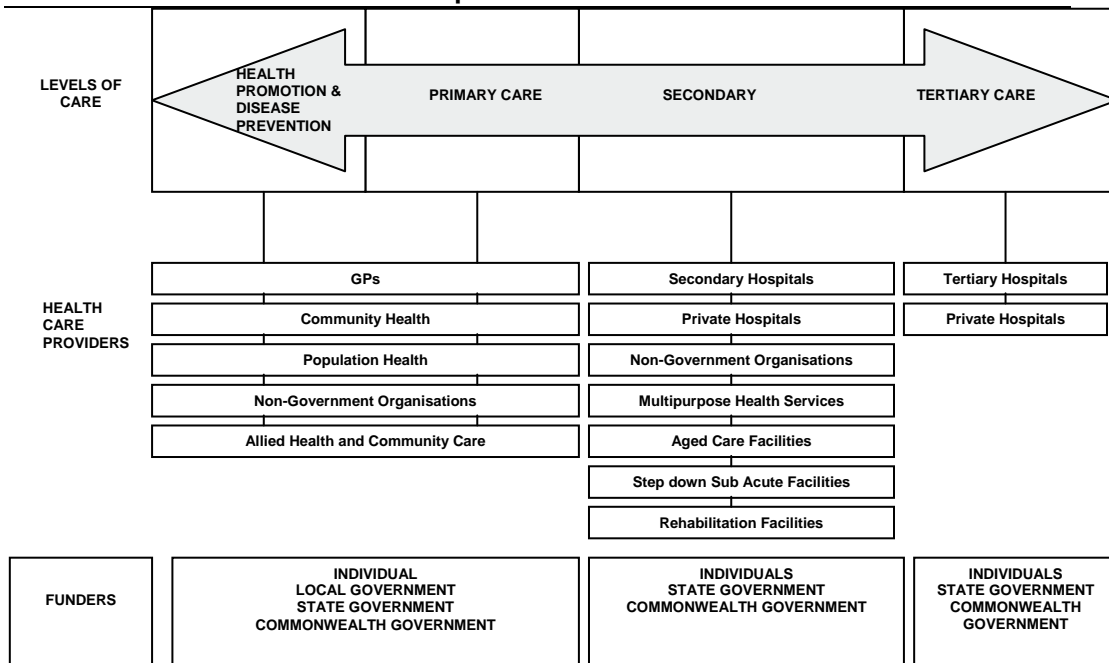 LEVELS OF
CARE
HEALTH
PROMOTION &
DISEASE
PREVENTION
PRIMARY CARE
SECONDARY
TERTIARY CARE
HEALTH
CARE
PROVIDERS
GPs
Community Health
Population Health
Non-Government Organisations
Allied Health and Community Care
Secondary Hospitals
Private Hospitals
Non-Government Organisations
Multipurpose Health Services
Aged Care Facilities
Step down Sub Acute Facilities
Rehabilitation Facilities
Tertiary Hospitals
Private Hospitals
FUNDERS
INDIVIDUAL
LOCAL GOVERNMENT
STATE GOVERNMENT
COMMONWEALTH GOVERNMENT
INDIVIDUALS
STATE GOVERNMENT
COMMONWEALTH GOVERNMENT
INDIVIDUALS
STATE GOVERNMENT
COMMONWEALTH
GOVERNMENT